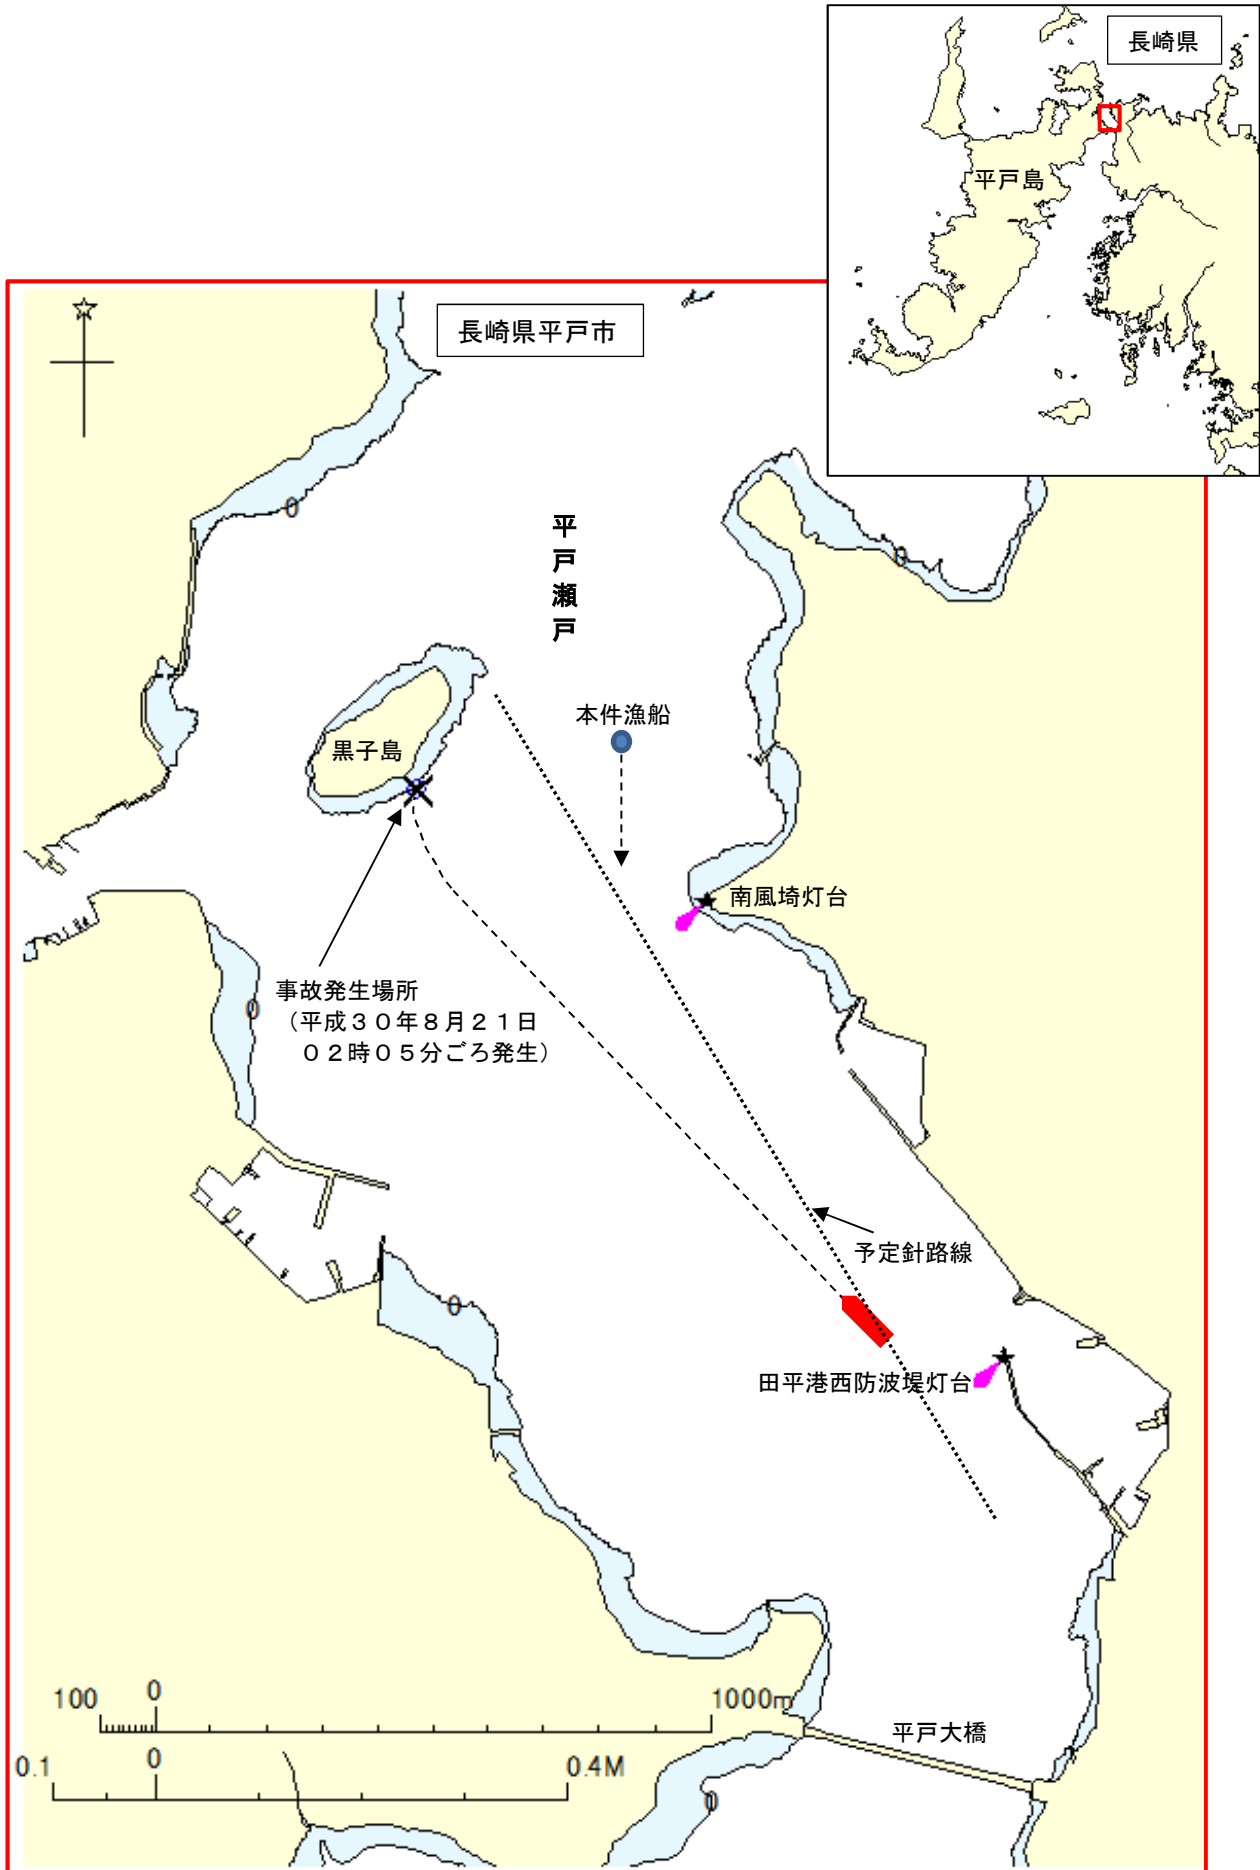 長崎県
平戸島
長崎県平戸市
0
0
平戸瀬戸
本件漁船
黒子島
南風埼灯台
事故発生場所
（平成３０年８月２１日
０２時０５分ごろ発生）
0
予定針路線
0
田平港西防波堤灯台
100 0 1000m
平戸大橋
0.1 0 0.4M
0